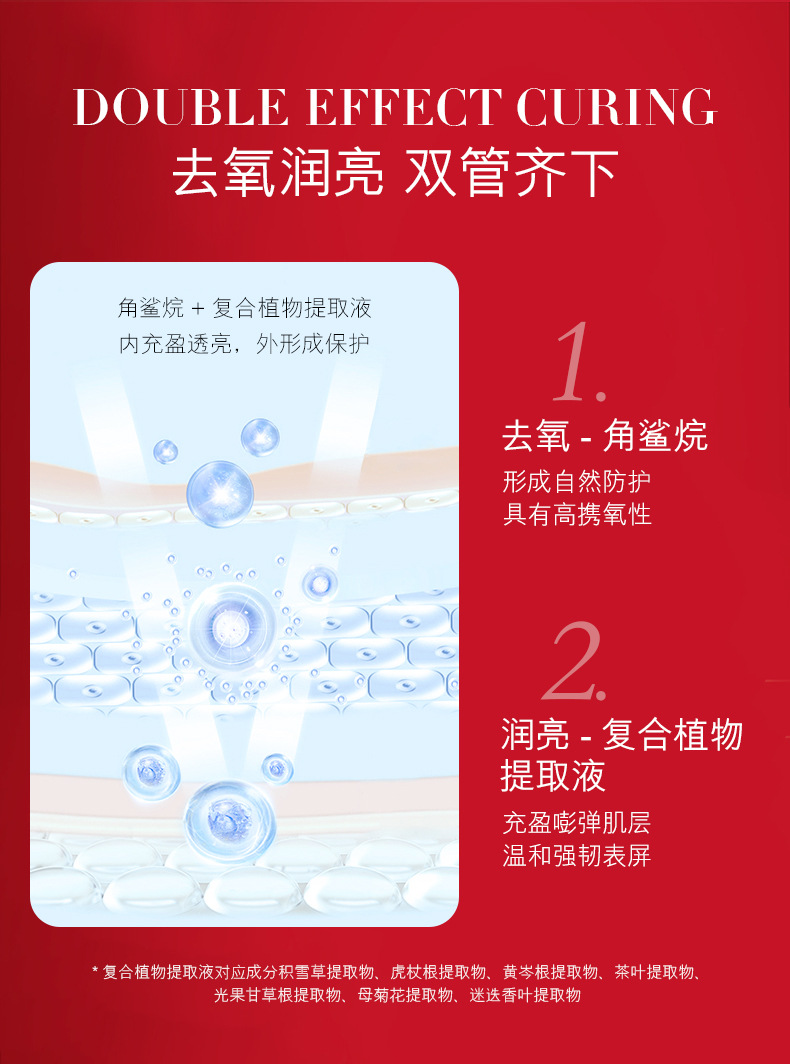 DOUBLE EFFECT CURING
去氧润亮 双管齐下
角鲨烷 + 复合植物提取液
内充盈透亮，外形成保护
1.
去氧 - 角鲨烷
形成自然防护
具有高携氧性
2.
润亮 - 复合植物
提取液
充盈嘭弹肌层
温和强韧表屏
* 复合植物提取液对应成分积雪草提取物、虎杖根提取物、黄岑根提取物、茶叶提取物、
光果甘草根提取物、母菊花提取物、迷迭香叶提取物